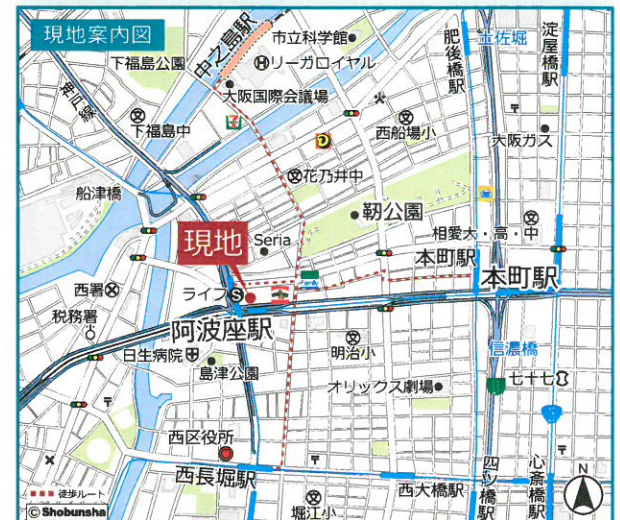 現地案内図
中之島駅
市立科学館
肥後橋駅
土佐堀
淀屋橋駅
下福島公園
リーガロイヤル
大阪国際会議場
下福島中
西船場小
大阪ガス
花乃井中
船津橋
靭公園
現地
Seria
相愛大・高・中
本町駅
本町駅
西署
ライフ
税務署
阿波座駅
日生病院
島津公園
明治小
信濃橋
オリックス劇場
七十七
西区役所
西長堀駅
西大橋駅
四ツ橋駅
心斎橋駅
堀江小
N
徒歩ルート
© Shobunsha